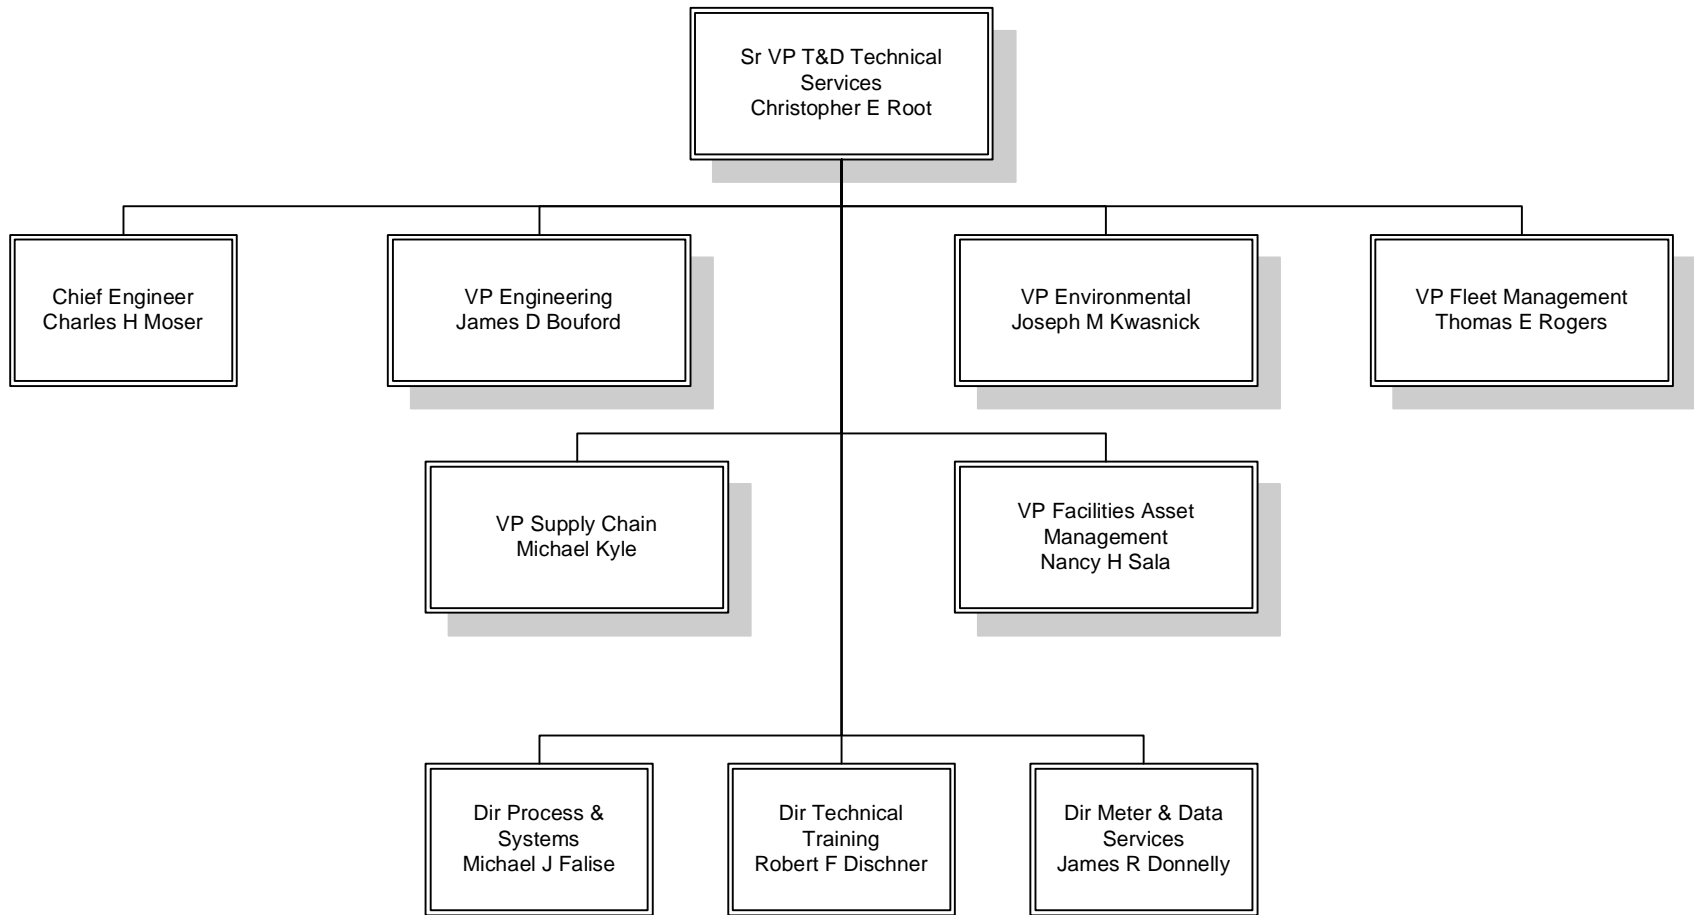 Sr VP T&D Technical
Services
Christopher E Root
Chief Engineer
Charles H Moser
VP Engineering
James D Bouford
VP Environmental
Joseph M Kwasnick
VP Fleet Management
Thomas E Rogers
VP Supply Chain
Michael Kyle
VP Facilities Asset
Management
Nancy H Sala
Dir Process &
Systems
Michael J Falise
Dir Technical
Training
Robert F Dischner
Dir Meter & Data
Services
James R Donnelly